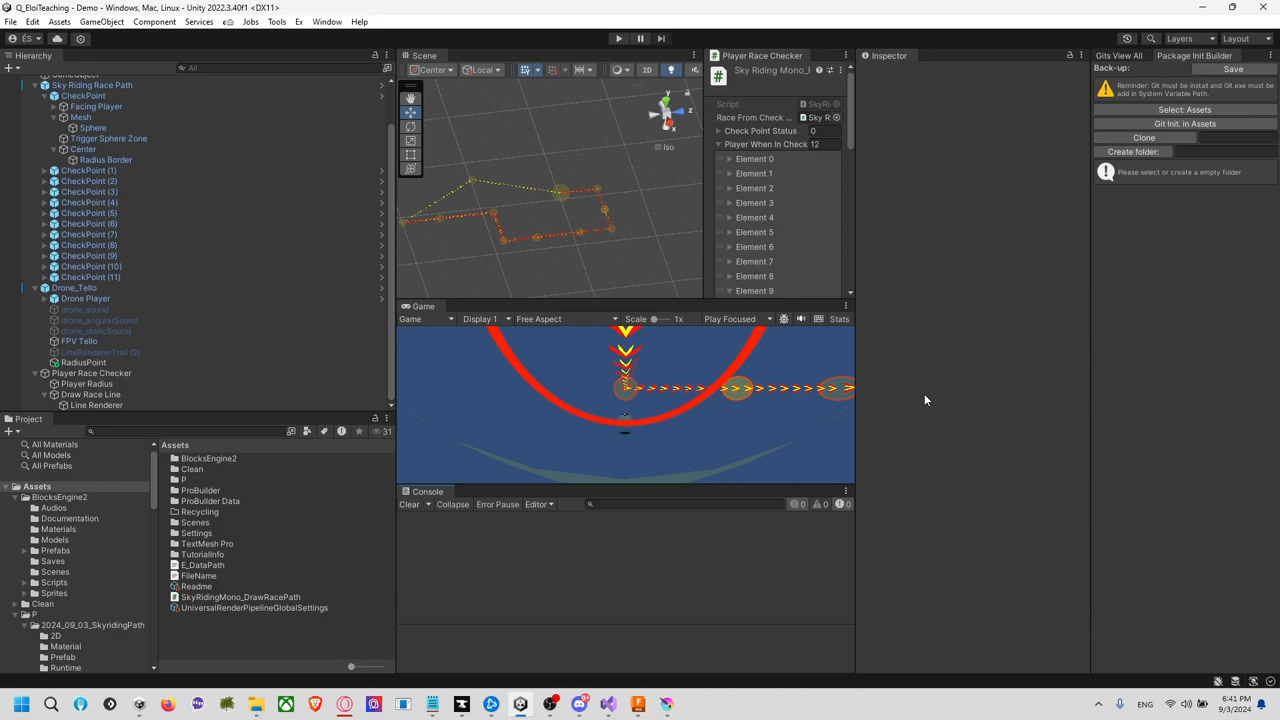 Q_EloiTeaching - Demo - Windows, Mac, Linux - Unity 2022.3.40f1 <DX11>
File Edit Assets GameObject Component Services Jobs Tools Ex Window Help
ÉS Layers Layout
Hierarchy
All
GameObject
Sky Riding Race Path
CheckPoint
Facing Player
Mesh
Sphere
Trigger Sphere Zone
Center
Radius Border
CheckPoint (1)
CheckPoint (2)
CheckPoint (3)
CheckPoint (4)
CheckPoint (5)
CheckPoint (6)
CheckPoint (7)
CheckPoint (8)
CheckPoint (9)
CheckPoint (10)
CheckPoint (11)
Drone_Tello
Drone Player
drone_sound
drone_angularSound
drone_staticSound
FPV Tello
LineRendererTrail (2)
RadiusPoint
Player Race Checker
Player Radius
Draw Race Line
Line Renderer
Scene
Center Local 2D
y
x
z
Iso
Player Race Checker
Sky Riding Mono_
Script SkyRi
Race From Check ... Sky R
Check Point Status 0
Player When In Check 12
Element 0
Element 1
Element 2
Element 3
Element 4
Element 5
Element 6
Element 7
Element 8
Element 9
Game
Game Display 1 Free Aspect Scale 1x Play Focused Stats
Console
Clear Collapse Error Pause Editor 0 0 0
Inspector
Gits View All Package Init Builder
Back-up: Save
Reminder: Git must be install and Git.exe must be
add in System Variable Path.
Select: Assets
Git Init. in Assets
Clone
Create folder:
Please select or create a empty folder
Project
31
All Materials
All Models
All Prefabs
Assets
BlocksEngine2
Audios
Documentation
Materials
Models
Prefabs
Saves
Scenes
Scripts
Sprites
Clean
P
2024_09_03_SkyridingPath
2D
Material
Prefab
Runtime
Assets
BlocksEngine2
Clean
P
ProBuilder
ProBuilder Data
Recycling
Scenes
Settings
TextMesh Pro
TutorialInfo
E_DataPath
FileName
Readme
SkyRidingMono_DrawRacePath
UniversalRenderPipelineGlobalSettings
ENG
6:41 PM
9/3/2024